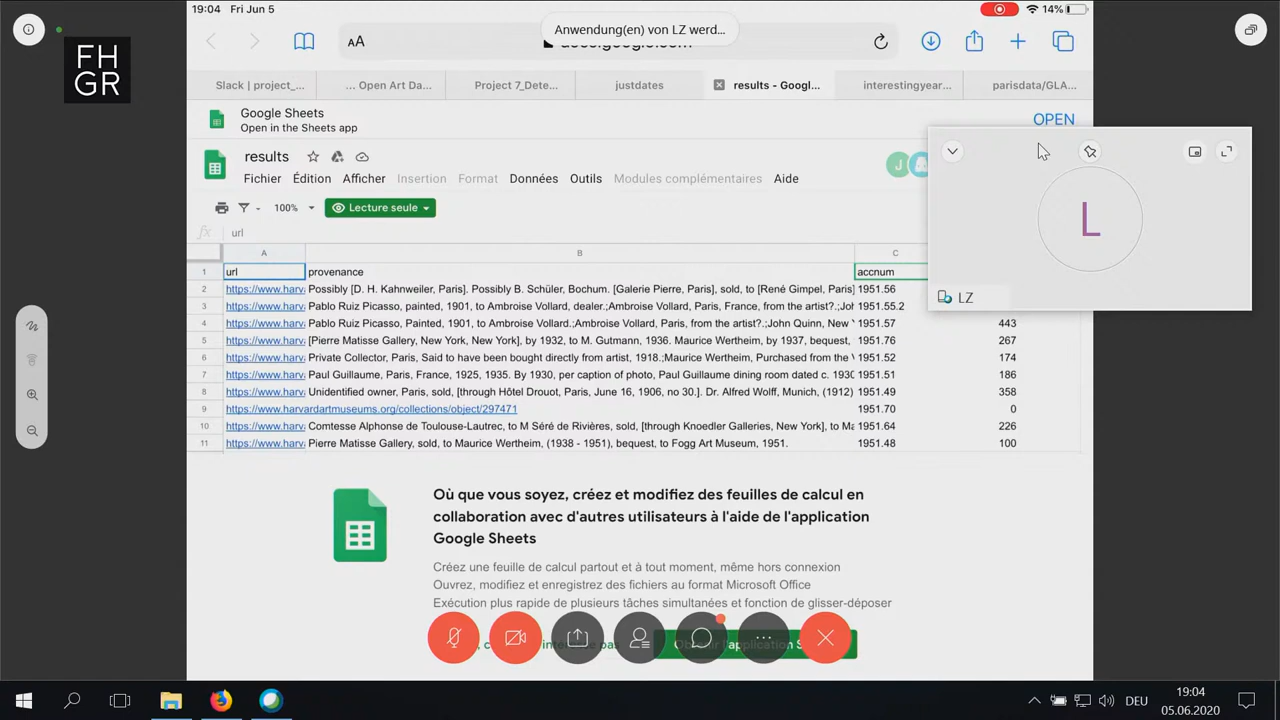 19:04 Fri Jun 5
14%
Anwendung(en) von LZ werd...
FH
GR
AA
Slack | project_...
... Open Art Da...
Project 7_Dete...
justdates
results - Googl...
interestingyear...
parisdata/GLA...
Google Sheets
Open in the Sheets app
OPEN
results
J
Fichier Édition Afficher Insertion Format Données Outils Modules complémentaires Aide
100% Lecture seule
fx url
A B C
1 url provenance accnum
2 https://www.harv Possibly [D. H. Kahnweiler, Paris]. Possibly B. Schüler, Bochum. [Galerie Pierre, Paris], sold, to [René Gimpel, Paris 1951.56
3 https://www.harv Pablo Ruiz Picasso, painted, 1901, to Ambroise Vollard, dealer.;Ambroise Vollard, Paris, France, from the artist?.;Joh 1951.55.2
4 https://www.harv Pablo Ruiz Picasso, Painted, 1901, to Ambroise Vollard.;Ambroise Vollard, Paris, from the artist?.;John Quinn, New Y 1951.57 443
5 https://www.harv [Pierre Matisse Gallery, New York], by 1932, to M. Gutmann, 1936. Maurice Wertheim, by 1937, bequest, 1951.76 267
6 https://www.harv Private Collector, Paris, Said to have been bought directly from artist, 1918.;Maurice Wertheim, Purchased from the V 1951.52 174
7 https://www.harv Paul Guillaume, Paris, France, 1925, 1935. By 1930, per caption of photo, Paul Guillaume dining room dated c. 1930 1951.51 186
8 https://www.harv Unidentified owner, Paris, sold, [through Hôtel Drouot, Paris, June 16, 1906, no 30.]. Dr. Alfred Wolff, Munich, (1912) 1951.49 358
9 https://www.harvardartmuseums.org/collections/object/297471 1951.70 0
10 https://www.harv Comtesse Alphonse de Toulouse-Lautrec, to M Séré de Rivières, sold, [through Knoedler Galleries, New York], to Ma 1951.64 226
11 https://www.harv Pierre Matisse Gallery, sold, to Maurice Wertheim, (1938 - 1951), bequest, to Fogg Art Museum, 1951. 1951.48 100
L
LZ
Où que vous soyez, créez et modifiez des feuilles de calcul en
collaboration avec d'autres utilisateurs à l'aide de l'application
Google Sheets
Créez une feuille de calcul partout et à tout moment, même hors connexion
Ouvrez, modifiez et enregistrez des fichiers au format Microsoft Office
Exécution plus rapide de plusieurs tâches simultanées et fonction de glisser-déposer
pas
l'application S
DEU
19:04
05.06.2020